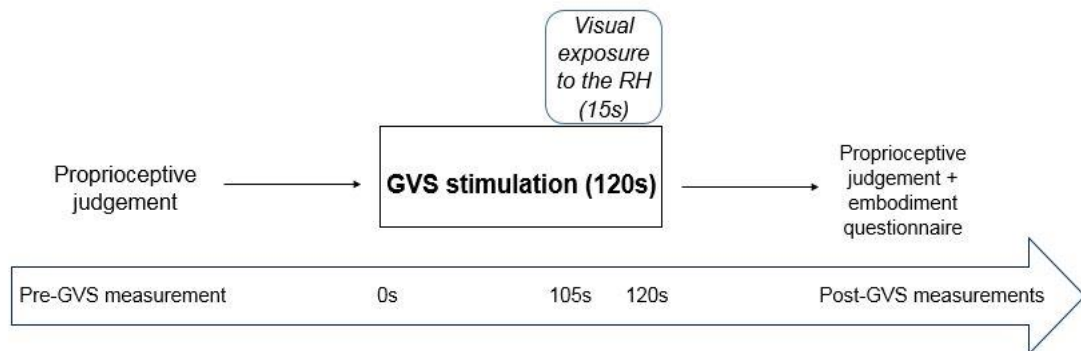 Visual
exposure
to the RH
(15s)
Proprioceptive
judgement
GVS stimulation (120s)
Proprioceptive
judgement +
embodiment
questionnaire
Pre-GVS measurement
0s
105s
120s
Post-GVS measurements